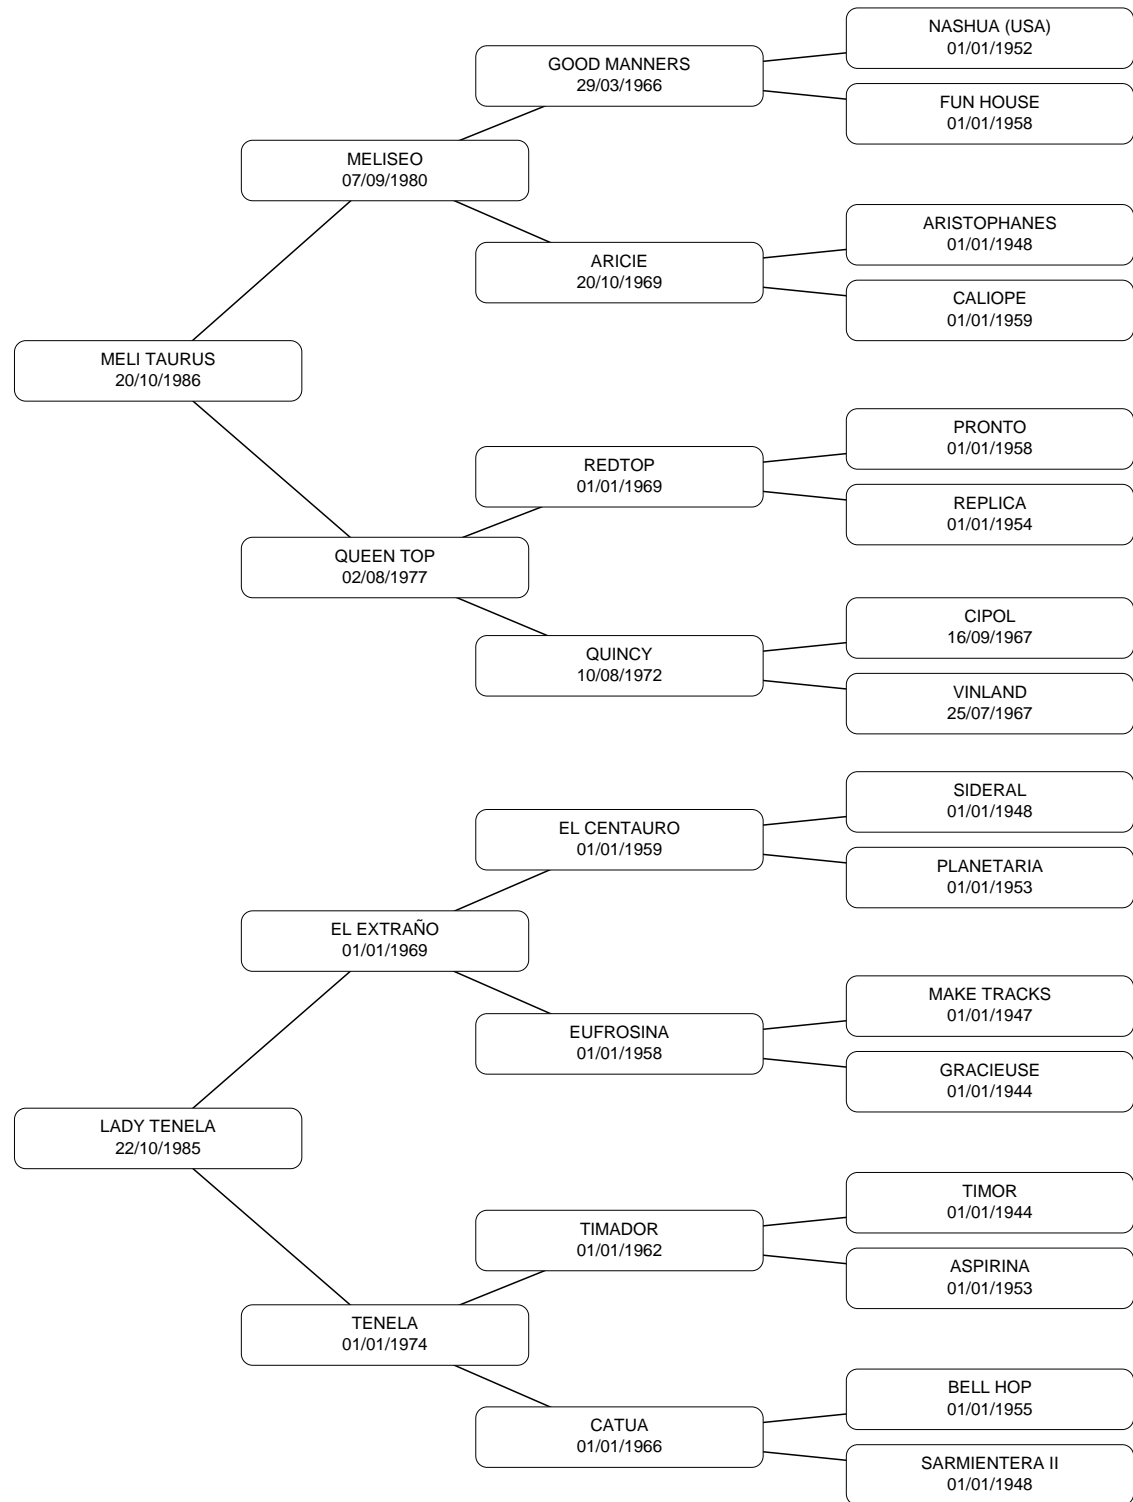 NASHUA (USA)
01/01/1952
GOOD MANNERS
29/03/1966
FUN HOUSE
01/01/1958
MELISEO
07/09/1980
ARISTOPHANES
01/01/1948
ARICIE
20/10/1969
CALIOPE
01/01/1959
MELI TAURUS
20/10/1986
PRONTO
01/01/1958
REDTOP
01/01/1969
REPLICA
01/01/1954
QUEEN TOP
02/08/1977
CIPOL
16/09/1967
QUINCY
10/08/1972
VINLAND
25/07/1967
SIDERAL
01/01/1948
EL CENTAURO
01/01/1959
PLANETARIA
01/01/1953
EL EXTRAÑO
01/01/1969
MAKE TRACKS
01/01/1947
EUFROSINA
01/01/1958
GRACIEUSE
01/01/1944
LADY TENELA
22/10/1985
TIMOR
01/01/1944
TIMADOR
01/01/1962
ASPIRINA
01/01/1953
TENELA
01/01/1974
BELL HOP
01/01/1955
CATUA
01/01/1966
SARMIENTERA II
01/01/1948